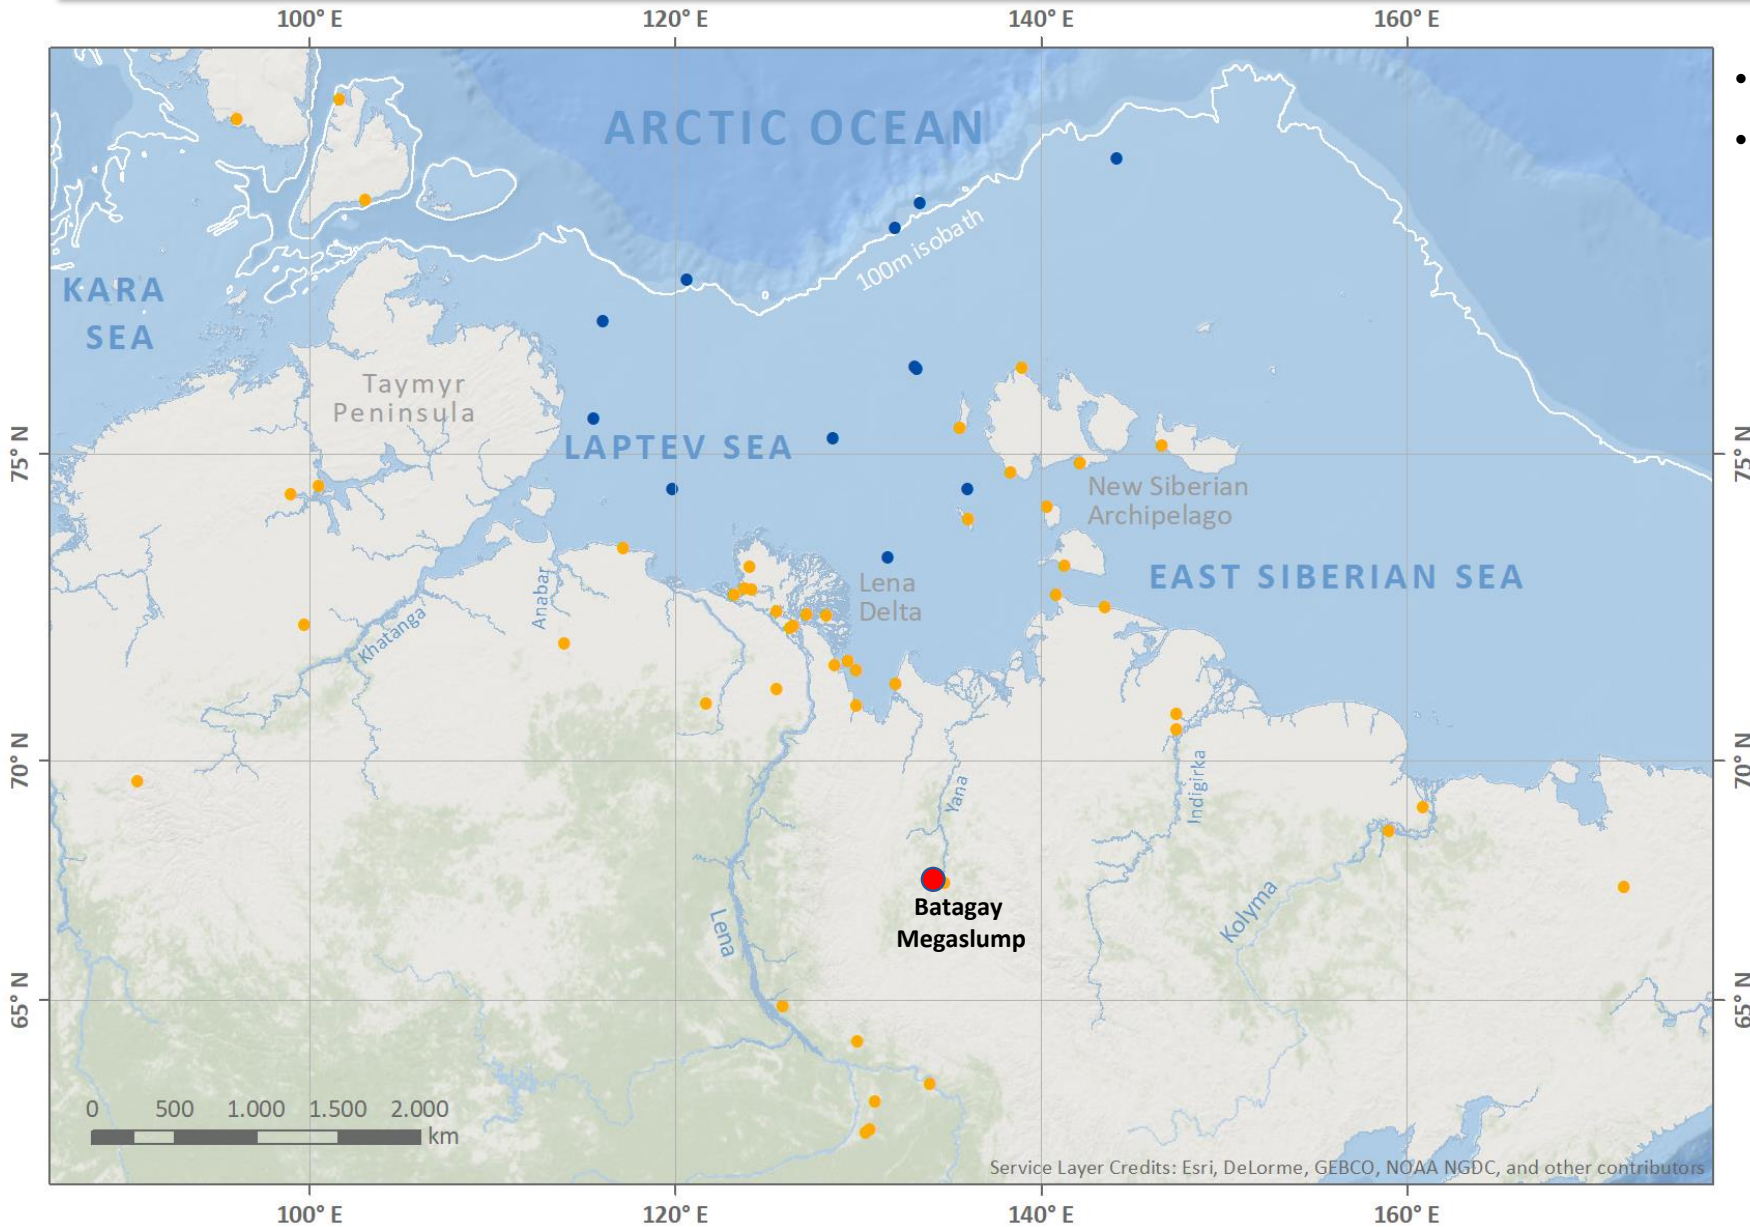 100° E 120° E 140° E 160° E
•
•
ARCTIC OCEAN
100m isobath
KARA
SEA
Taymyr
Peninsula
LAPTEV SEA
75° N
75° N
New Siberian
Archipelago
Lena
Delta
EAST SIBERIAN SEA
Anabar
Khatanga
70° N
70° N
Yana
Indigirka
Batagay
Megaslump
Lena
Kolyma
65° N
65° N
0 500 1.000 1.500 2.000
km
Service Layer Credits: Esri, DeLorme, GEBCO, NOAA NGDC, and other contributors
100° E 120° E 140° E 160° E